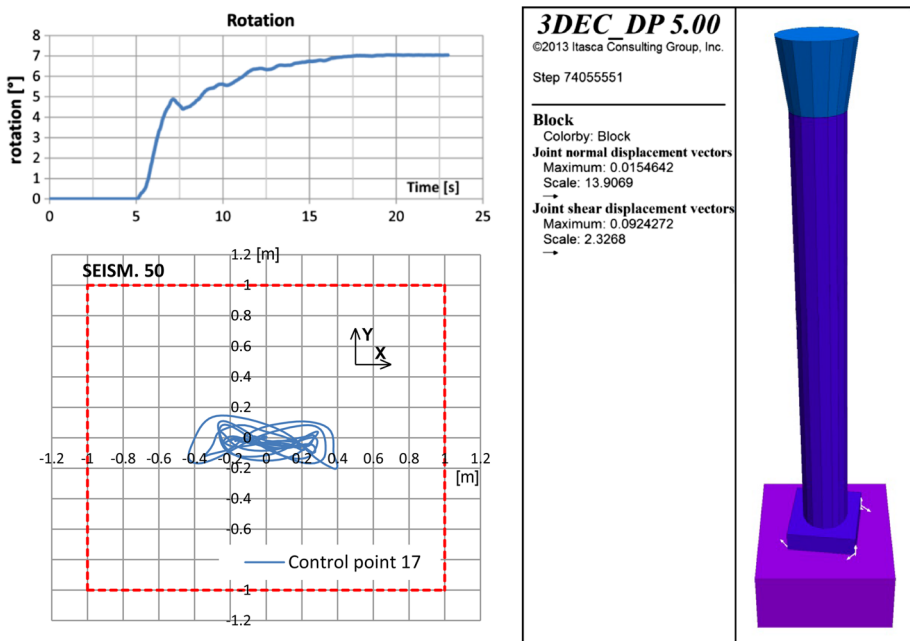 Rotation
8
7
6
5
4
3
2
1
0
rotation [°]
Time [s]
0 5 10 15 20 25
1.2 [m]
SEISM. 50
1
0.8
0.6
0.4
0.2
0
Y
X
-1.2 -1 -0.8 -0.6 -0.4 -0.2 0 0.2 0.4 0.6 0.8 1 1.2
[m]
-0.2
-0.4
-0.6
-0.8
Control point 17
-1
-1.2
3DEC_DP 5.00
©2013 Itasca Consulting Group, Inc.
Step 74055551
Block
Colorby: Block
Joint normal displacement vectors
Maximum: 0.0154642
Scale: 13.9069
Joint shear displacement vectors
Maximum: 0.0924272
Scale: 2.3268